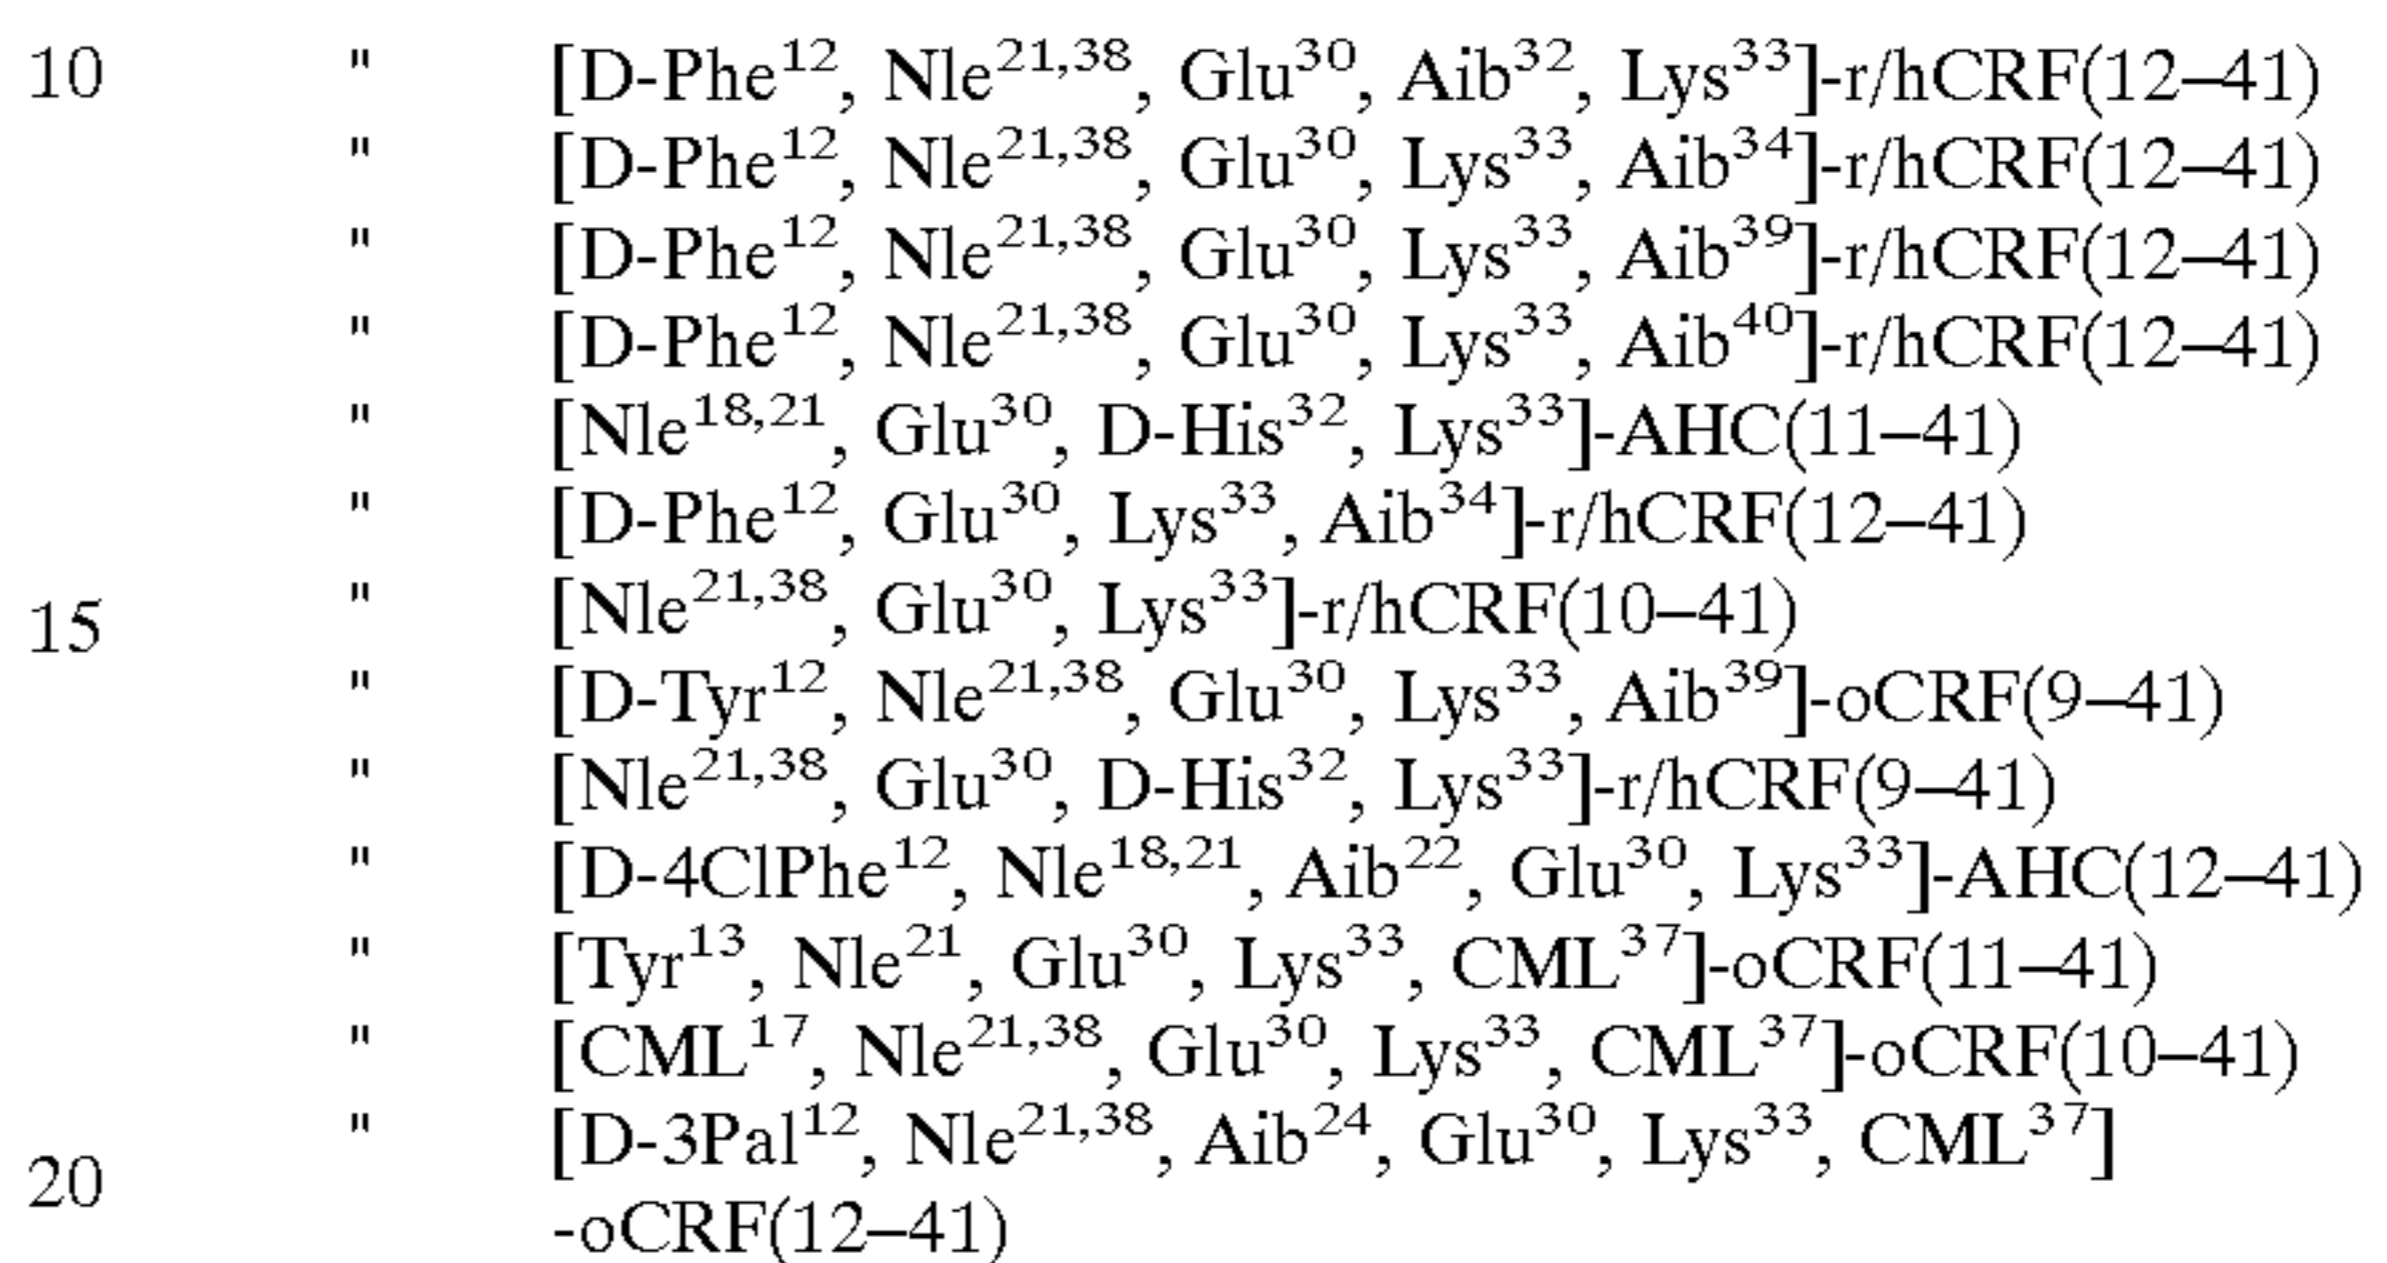 10 " [D-Phe¹², Nle²¹,³⁸, Glu³⁰, Aib³², Lys³³]-r/hCRF(12–41)
" [D-Phe¹², Nle²¹,³⁸, Glu³⁰, Lys³³, Aib³⁴]-r/hCRF(12–41)
" [D-Phe¹², Nle²¹,³⁸, Glu³⁰, Lys³³, Aib³⁹]-r/hCRF(12–41)
" [D-Phe¹², Nle²¹,³⁸, Glu³⁰, Lys³³, Aib⁴⁰]-r/hCRF(12–41)
" [Nle¹⁸,²¹, Glu³⁰, D-His³², Lys³³]-AHC(11–41)
" [D-Phe¹², Glu³⁰, Lys³³, Aib³⁴]-r/hCRF(12–41)
15 " [Nle²¹,³⁸, Glu³⁰, Lys³³]-r/hCRF(10–41)
" [D-Tyr¹², Nle²¹,³⁸, Glu³⁰, Lys³³, Aib³⁹]-oCRF(9–41)
" [Nle²¹,³⁸, Glu³⁰, D-His³², Lys³³]-r/hCRF(9–41)
" [D-4ClPhe¹², Nle¹⁸,²¹, Aib²², Glu³⁰, Lys³³]-AHC(12–41)
" [Tyr¹³, Nle²¹, Glu³⁰, Lys³³, CML³⁷]-oCRF(11–41)
" [CML¹⁷, Nle²¹,³⁸, Glu³⁰, Lys³³, CML³⁷]-oCRF(10–41)
20 " [D-3Pal¹², Nle²¹,³⁸, Aib²⁴, Glu³⁰, Lys³³, CML³⁷]
-oCRF(12–41)